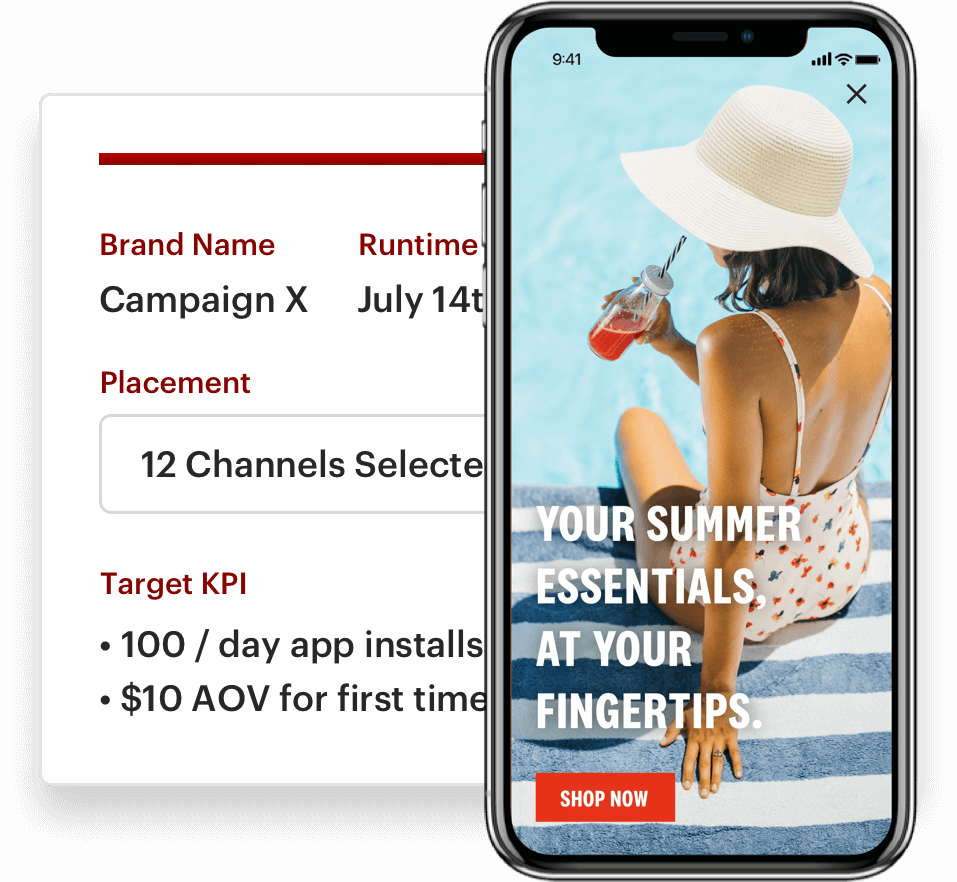 Brand Name Runtime
Campaign X July 14t
Placement
12 Channels Selecte
Target KPI
• 100 / day app installs
• $10 AOV for first time
9:41
YOUR SUMMER
ESSENTIALS,
AT YOUR
FINGERTIPS.
SHOP NOW